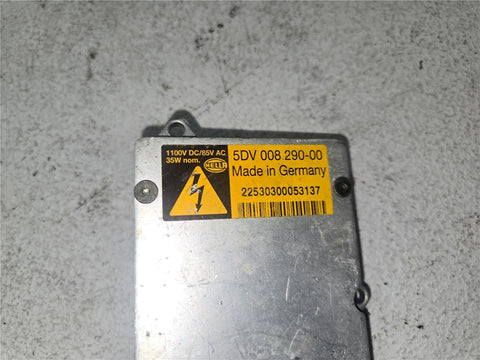 1100V DC/85V AC
35W nom.
HELLA
5DV 008 290-00
Made in Germany
22530300053137